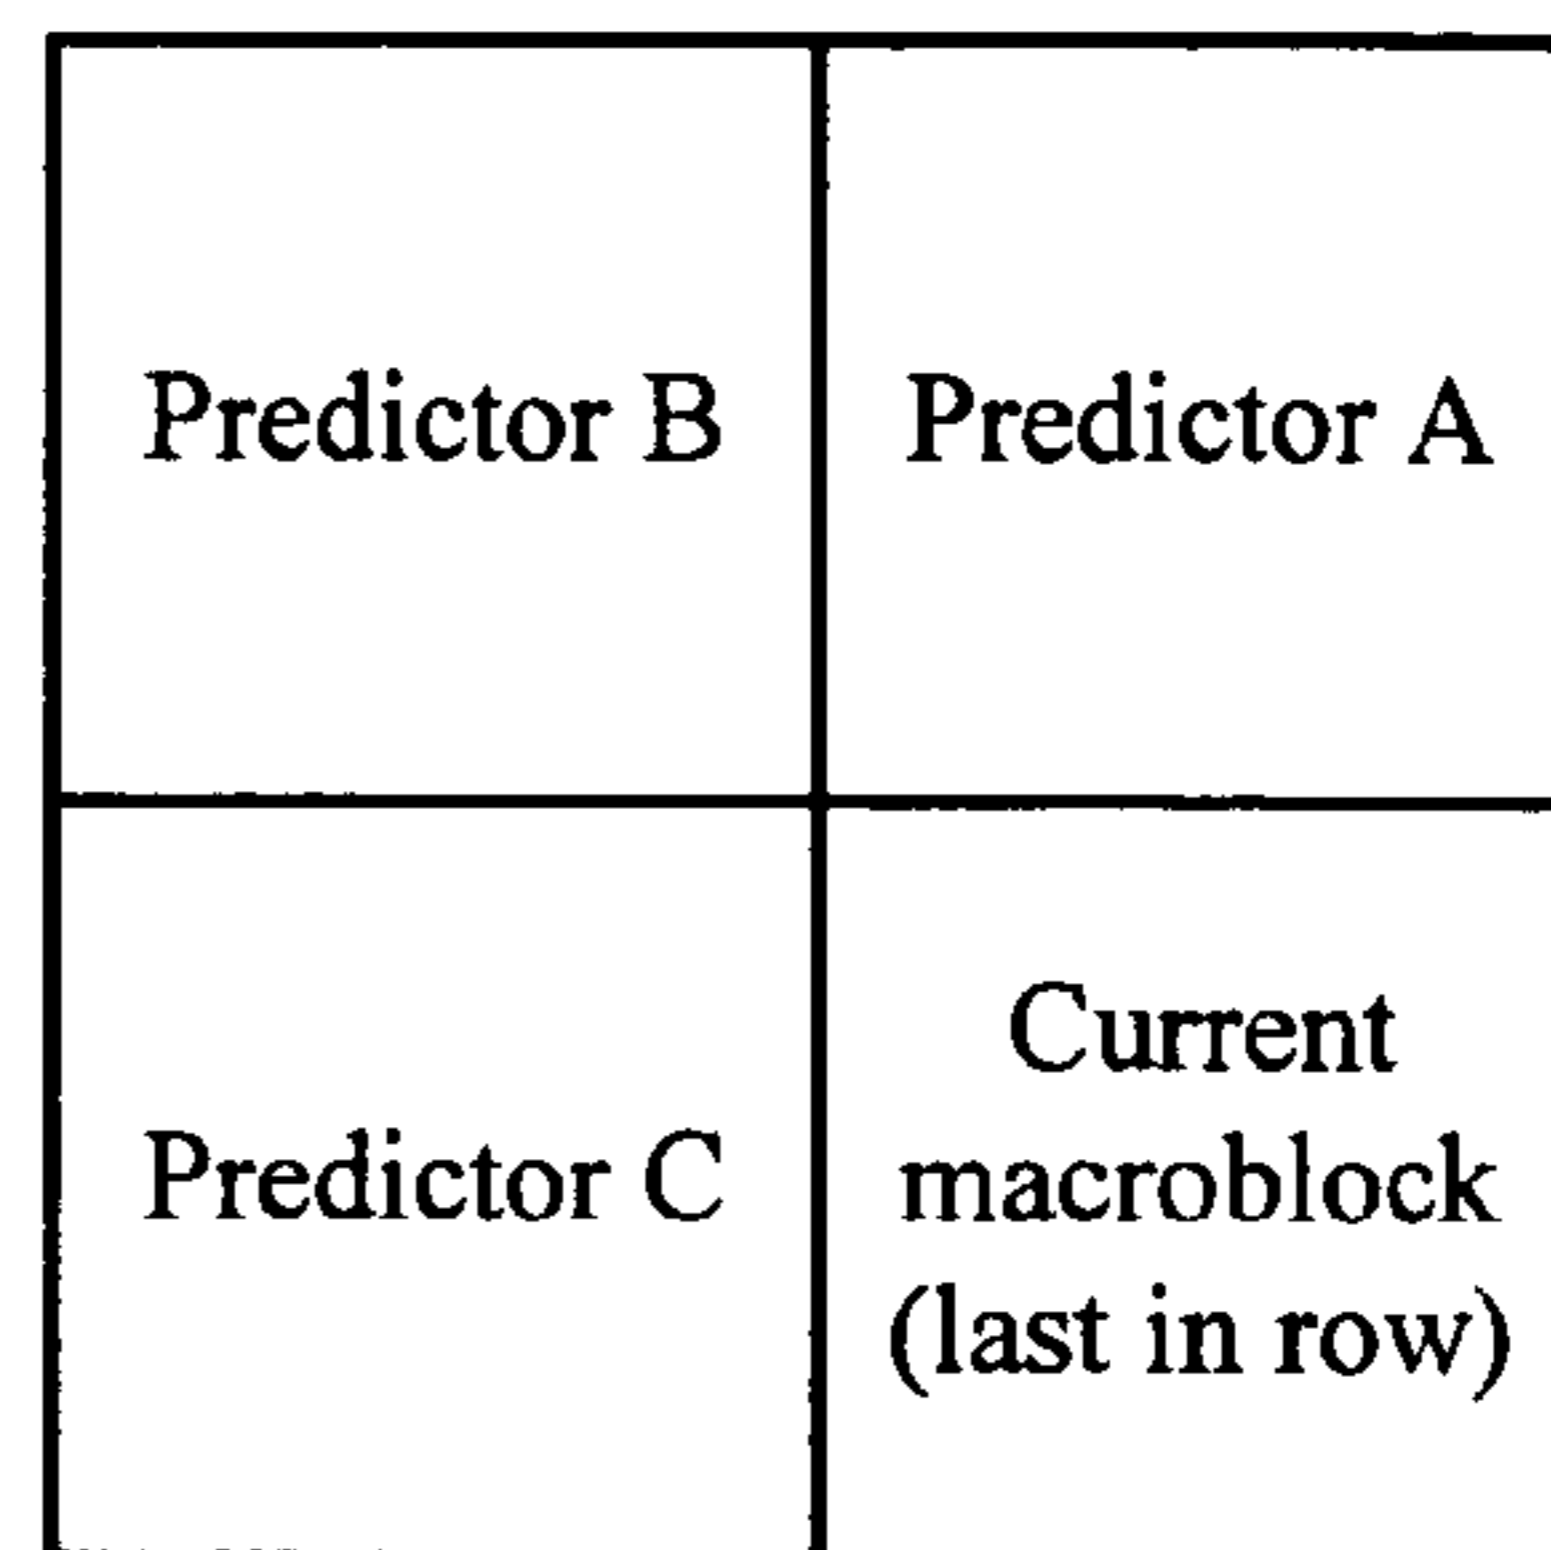 Predictor B
Predictor A
Predictor C
Current
macroblock
(last in row)